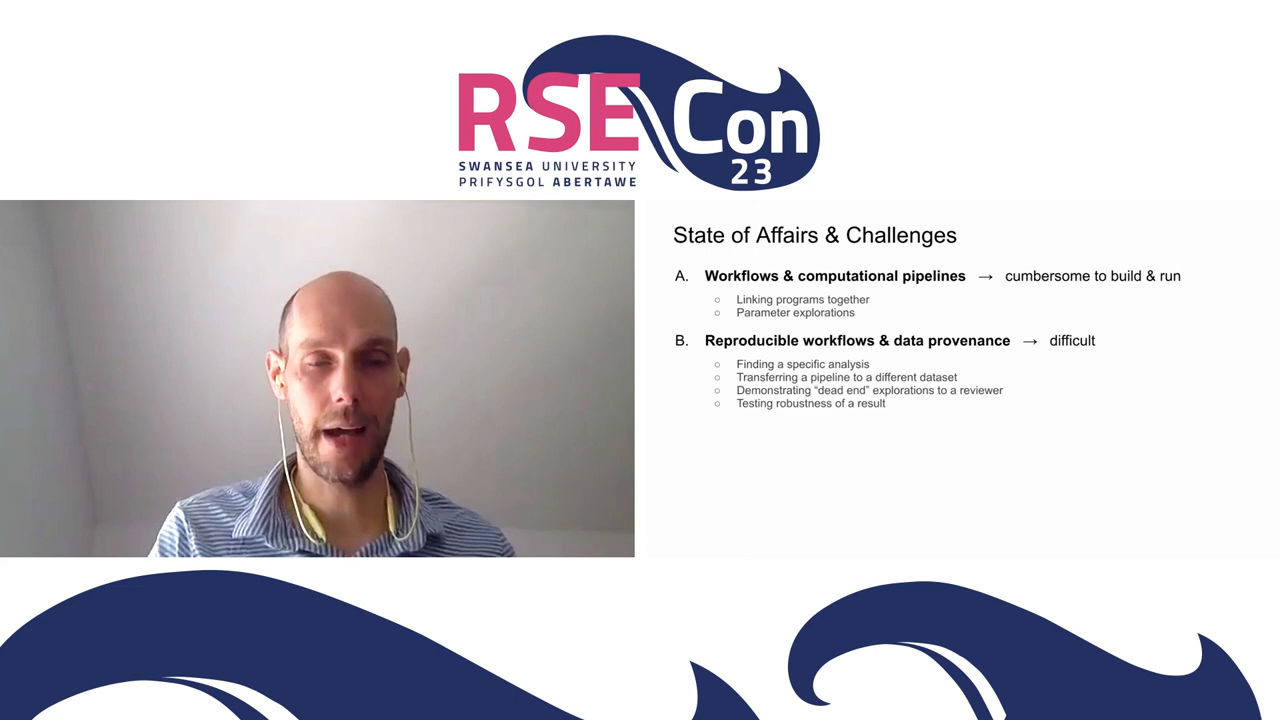 RSE Con
23
SWANSEA UNIVERSITY
PRIFYSGOL ABERTAWE
State of Affairs & Challenges
A. Workflows & computational pipelines → cumbersome to build & run
○ Linking programs together
○ Parameter explorations
B. Reproducible workflows & data provenance → difficult
○ Finding a specific analysis
○ Transferring a pipeline to a different dataset
○ Demonstrating “dead end” explorations to a reviewer
○ Testing robustness of a result